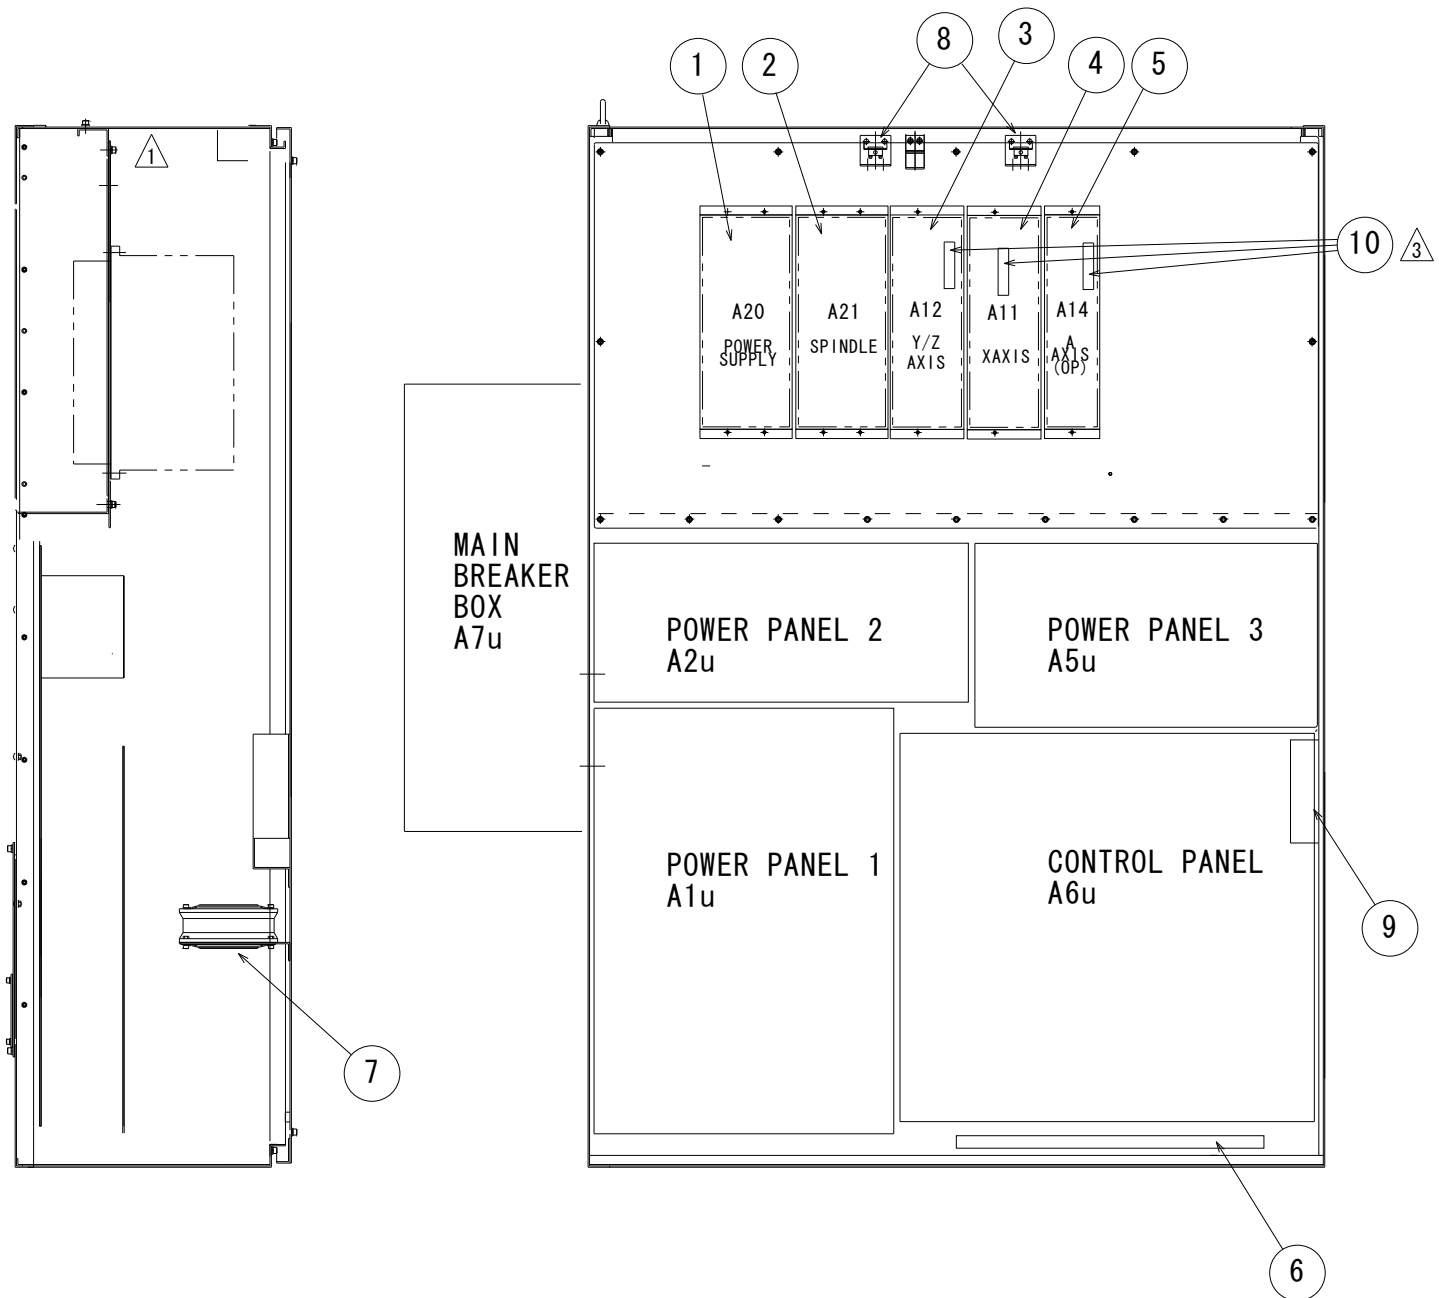 8
3
1
2
4
5
1
10
3
A20
POWER
SUPPLY
A21
SPINDLE
A12
Y/Z
AXIS
A11
XAXIS
A14
A
AXIS
(OP)
MAIN
BREAKER
BOX
A7u
POWER PANEL 2
A2u
POWER PANEL 3
A5u
POWER PANEL 1
A1u
CONTROL PANEL
A6u
9
7
6